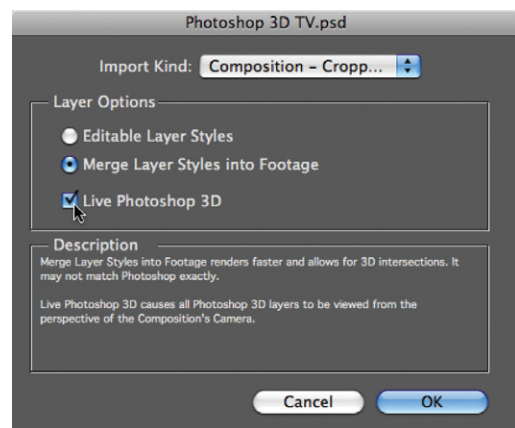 Photoshop 3D TV.psd
Import Kind: Composition – Cropp...
Layer Options
Editable Layer Styles
Merge Layer Styles into Footage
Live Photoshop 3D
Description
Merge Layer Styles into Footage renders faster and allows for 3D intersections. It
may not match Photoshop exactly.
Live Photoshop 3D causes all Photoshop 3D layers to be viewed from the
perspective of the Composition's Camera.
Cancel OK